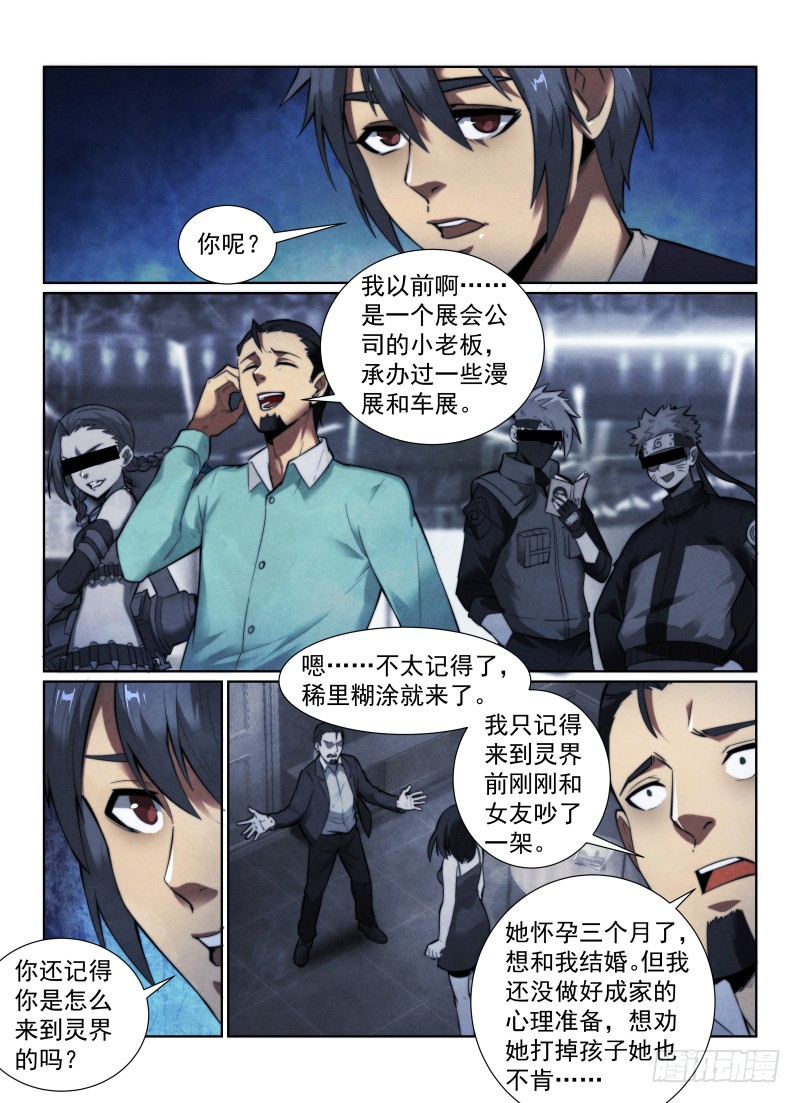 你呢？
我以前啊……
是一个展会公
司的小老板，
承办过一些漫
展和车展。
你还记得
你是怎么
来到灵界
的吗？
嗯……不太记得了，
稀里糊涂就来了。
我只记得
来到灵界
前刚刚和
女友吵了
一架。
她怀孕三个月了，
想和我结婚。但我
还没做好成家的
心理准备，想劝
她打掉孩子她也
不肯……
腾讯动漫